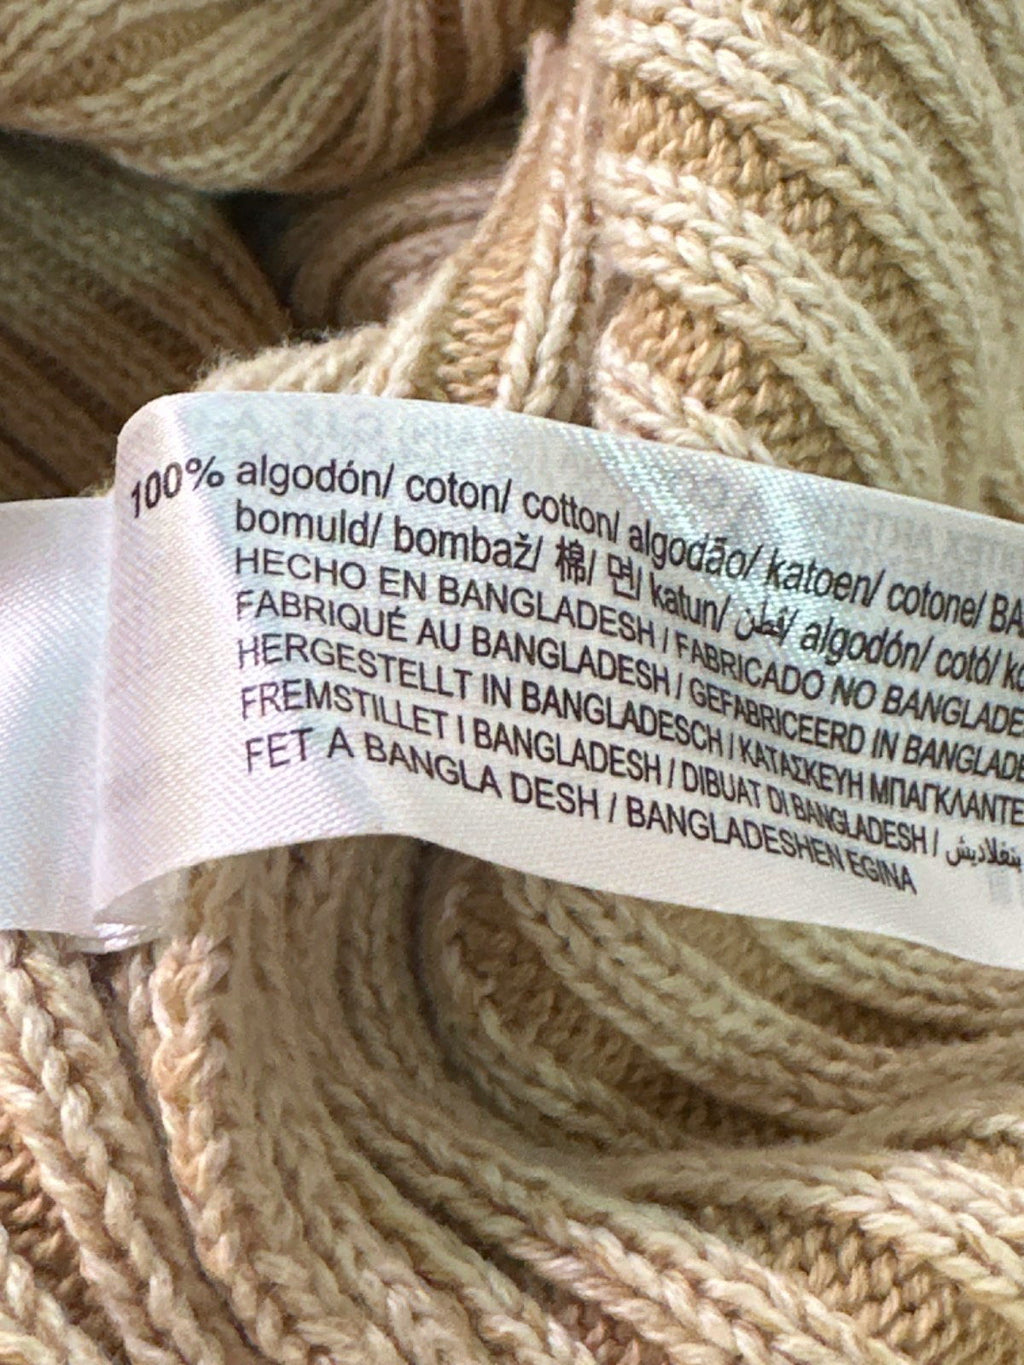 100% algodón/ coton/ cotton/ algodão/ katoen/ cotone/
bomuld/ bombaž/ 棉/ 면/ katun/ قطن/ algodón/ cotó/
HECHO EN BANGLADESH / FABRICADO NO
FABRIQUÉ AU BANGLADESH / GEFABRICEERD IN
HERGESTELLT IN BANGLADESCH / ΚΑΤΑΣΚΕΥΗ
FREMSTILLET I BANGLADESH / DIBUAT DI BANGLADESH / بنغلاديش
FET A BANGLA DESH / BANGLADESHEN EGINA